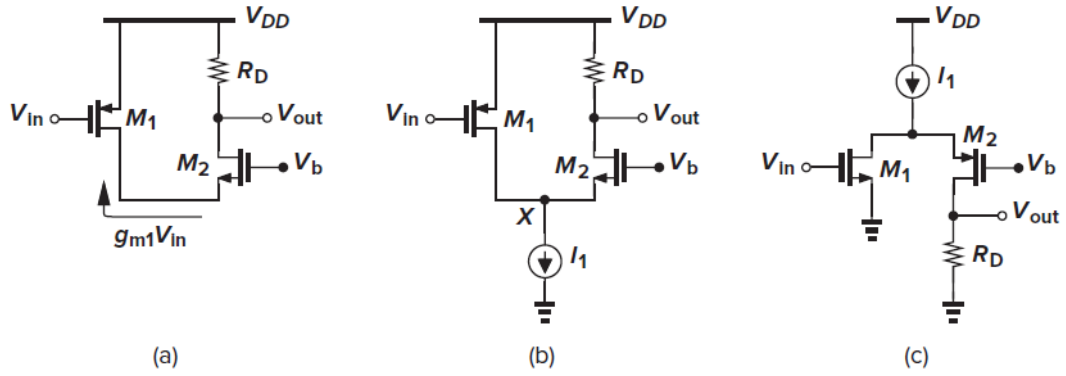 VDD
RD
Vin
M1
Vout
M2
Vb
gm1Vin
(a)
VDD
RD
Vin
M1
Vout
M2
Vb
X
I1
(b)
VDD
I1
M2
Vin
M1
Vb
Vout
RD
(c)